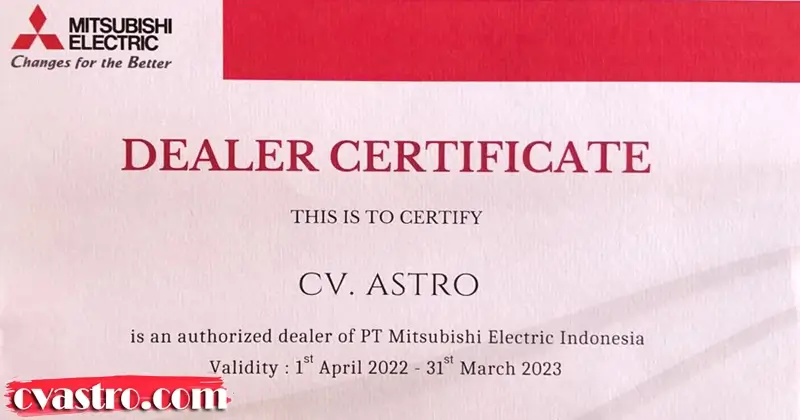 MITSUBISHI
ELECTRIC
Changes for the Better
DEALER CERTIFICATE
THIS IS TO CERTIFY
CV. ASTRO
is an authorized dealer of PT Mitsubishi Electric Indonesia
Validity : 1st April 2022 - 31st March 2023
cvastro.com